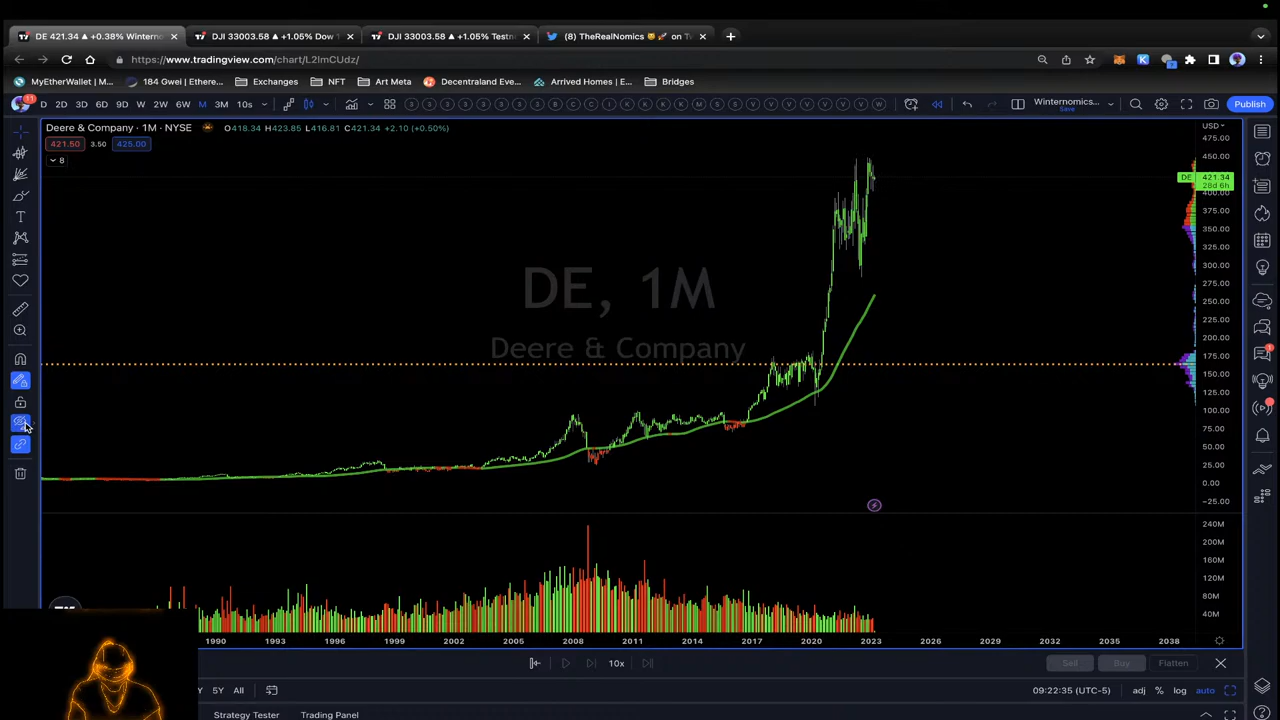 DE 421.34 ▲ +0.38% Wintern
DJI 33003.58 ▲ +1.05% Dow
DJI 33003.58 ▲ +1.05% Testn
(8) TheRealNomics
on T
https://www.tradingview.com/chart/L2lmCUdz/
MyEtherWallet | M...
184 Gwei | Ethere...
Exchanges
NFT
Art Meta
Decentraland Eve...
Arrived Homes | E...
Bridges
11
D 2D 3D 6D 9D W 2W 6W M 3M 10s
Winternomics...
Save
Publish
Deere & Company · 1M · NYSE
O418.34 H423.85 L416.81 C421.34 +2.10 (+0.50%)
421.50 3.50 425.00
8
USD
475.00
450.00
DE 421.34
28d 6h
400.00
375.00
350.00
325.00
300.00
275.00
250.00
225.00
200.00
175.00
150.00
125.00
100.00
75.00
50.00
25.00
0.00
−25.00
DE, 1M
Deere & Company
240M
200M
160M
120M
80M
40M
1990 1993 1996 1999 2002 2005 2008 2011 2014 2017 2020 2023 2026 2029 2032 2035 2038
10x
Sell Buy Flatten
5Y All
09:22:35 (UTC-5) adj % log auto
Strategy Tester Trading Panel